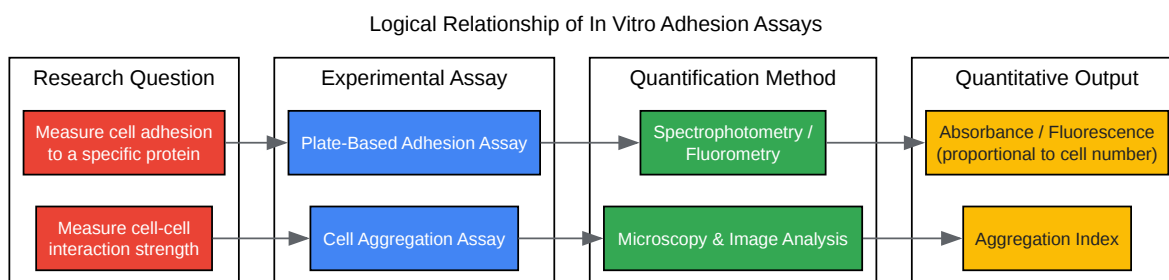 Logical Relationship of In Vitro Adhesion Assays
Research Question
Experimental Assay
Quantification Method
Quantitative Output
Measure cell adhesion
to a specific protein
Plate-Based Adhesion Assay
Spectrophotometry /
Fluorometry
Absorbance / Fluorescence
(proportional to cell number)
Measure cell-cell
interaction strength
Cell Aggregation Assay
Microscopy & Image Analysis
Aggregation Index